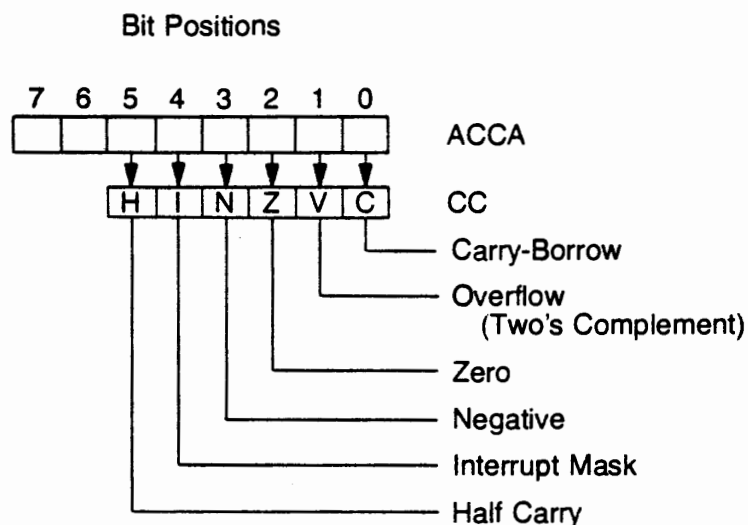 Bit Positions
7 6 5 4 3 2 1 0
ACCA
H I N Z V C CC
Carry-Borrow
Overflow
(Two's Complement)
Zero
Negative
Interrupt Mask
Half Carry